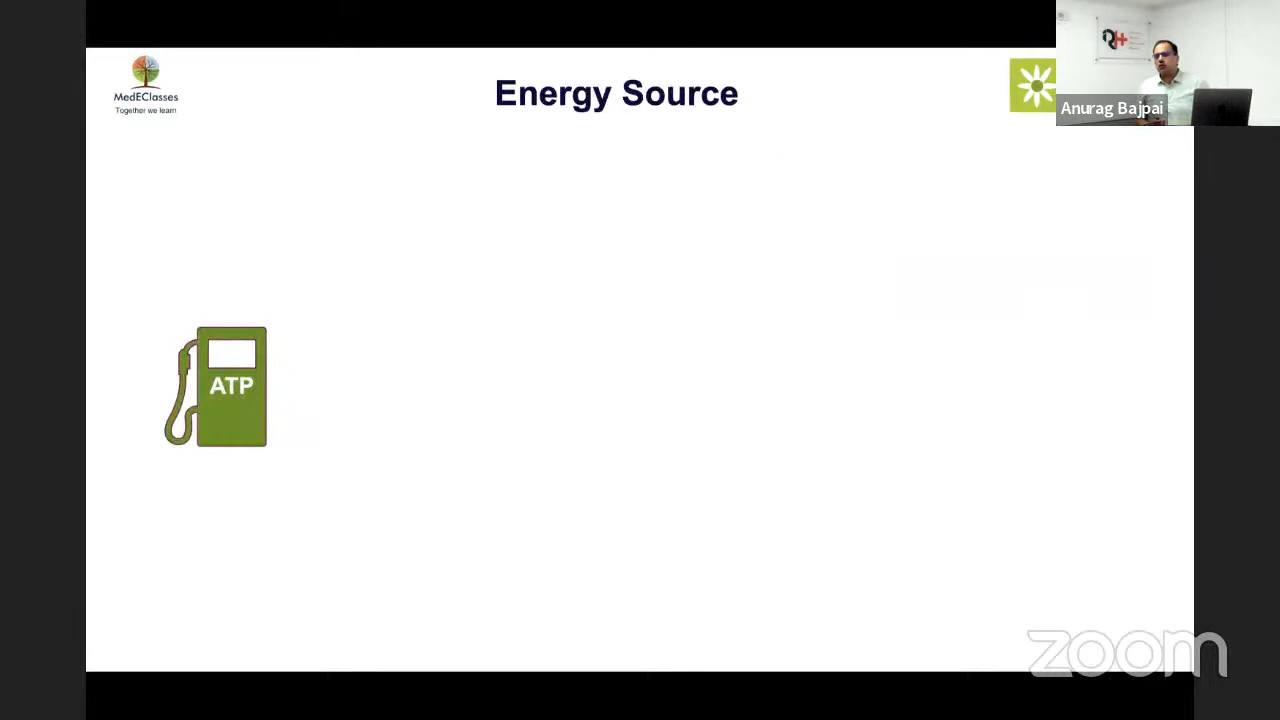 MedEClasses
Together we learn
Energy Source
Anurag Bajpai
ATP
zoom